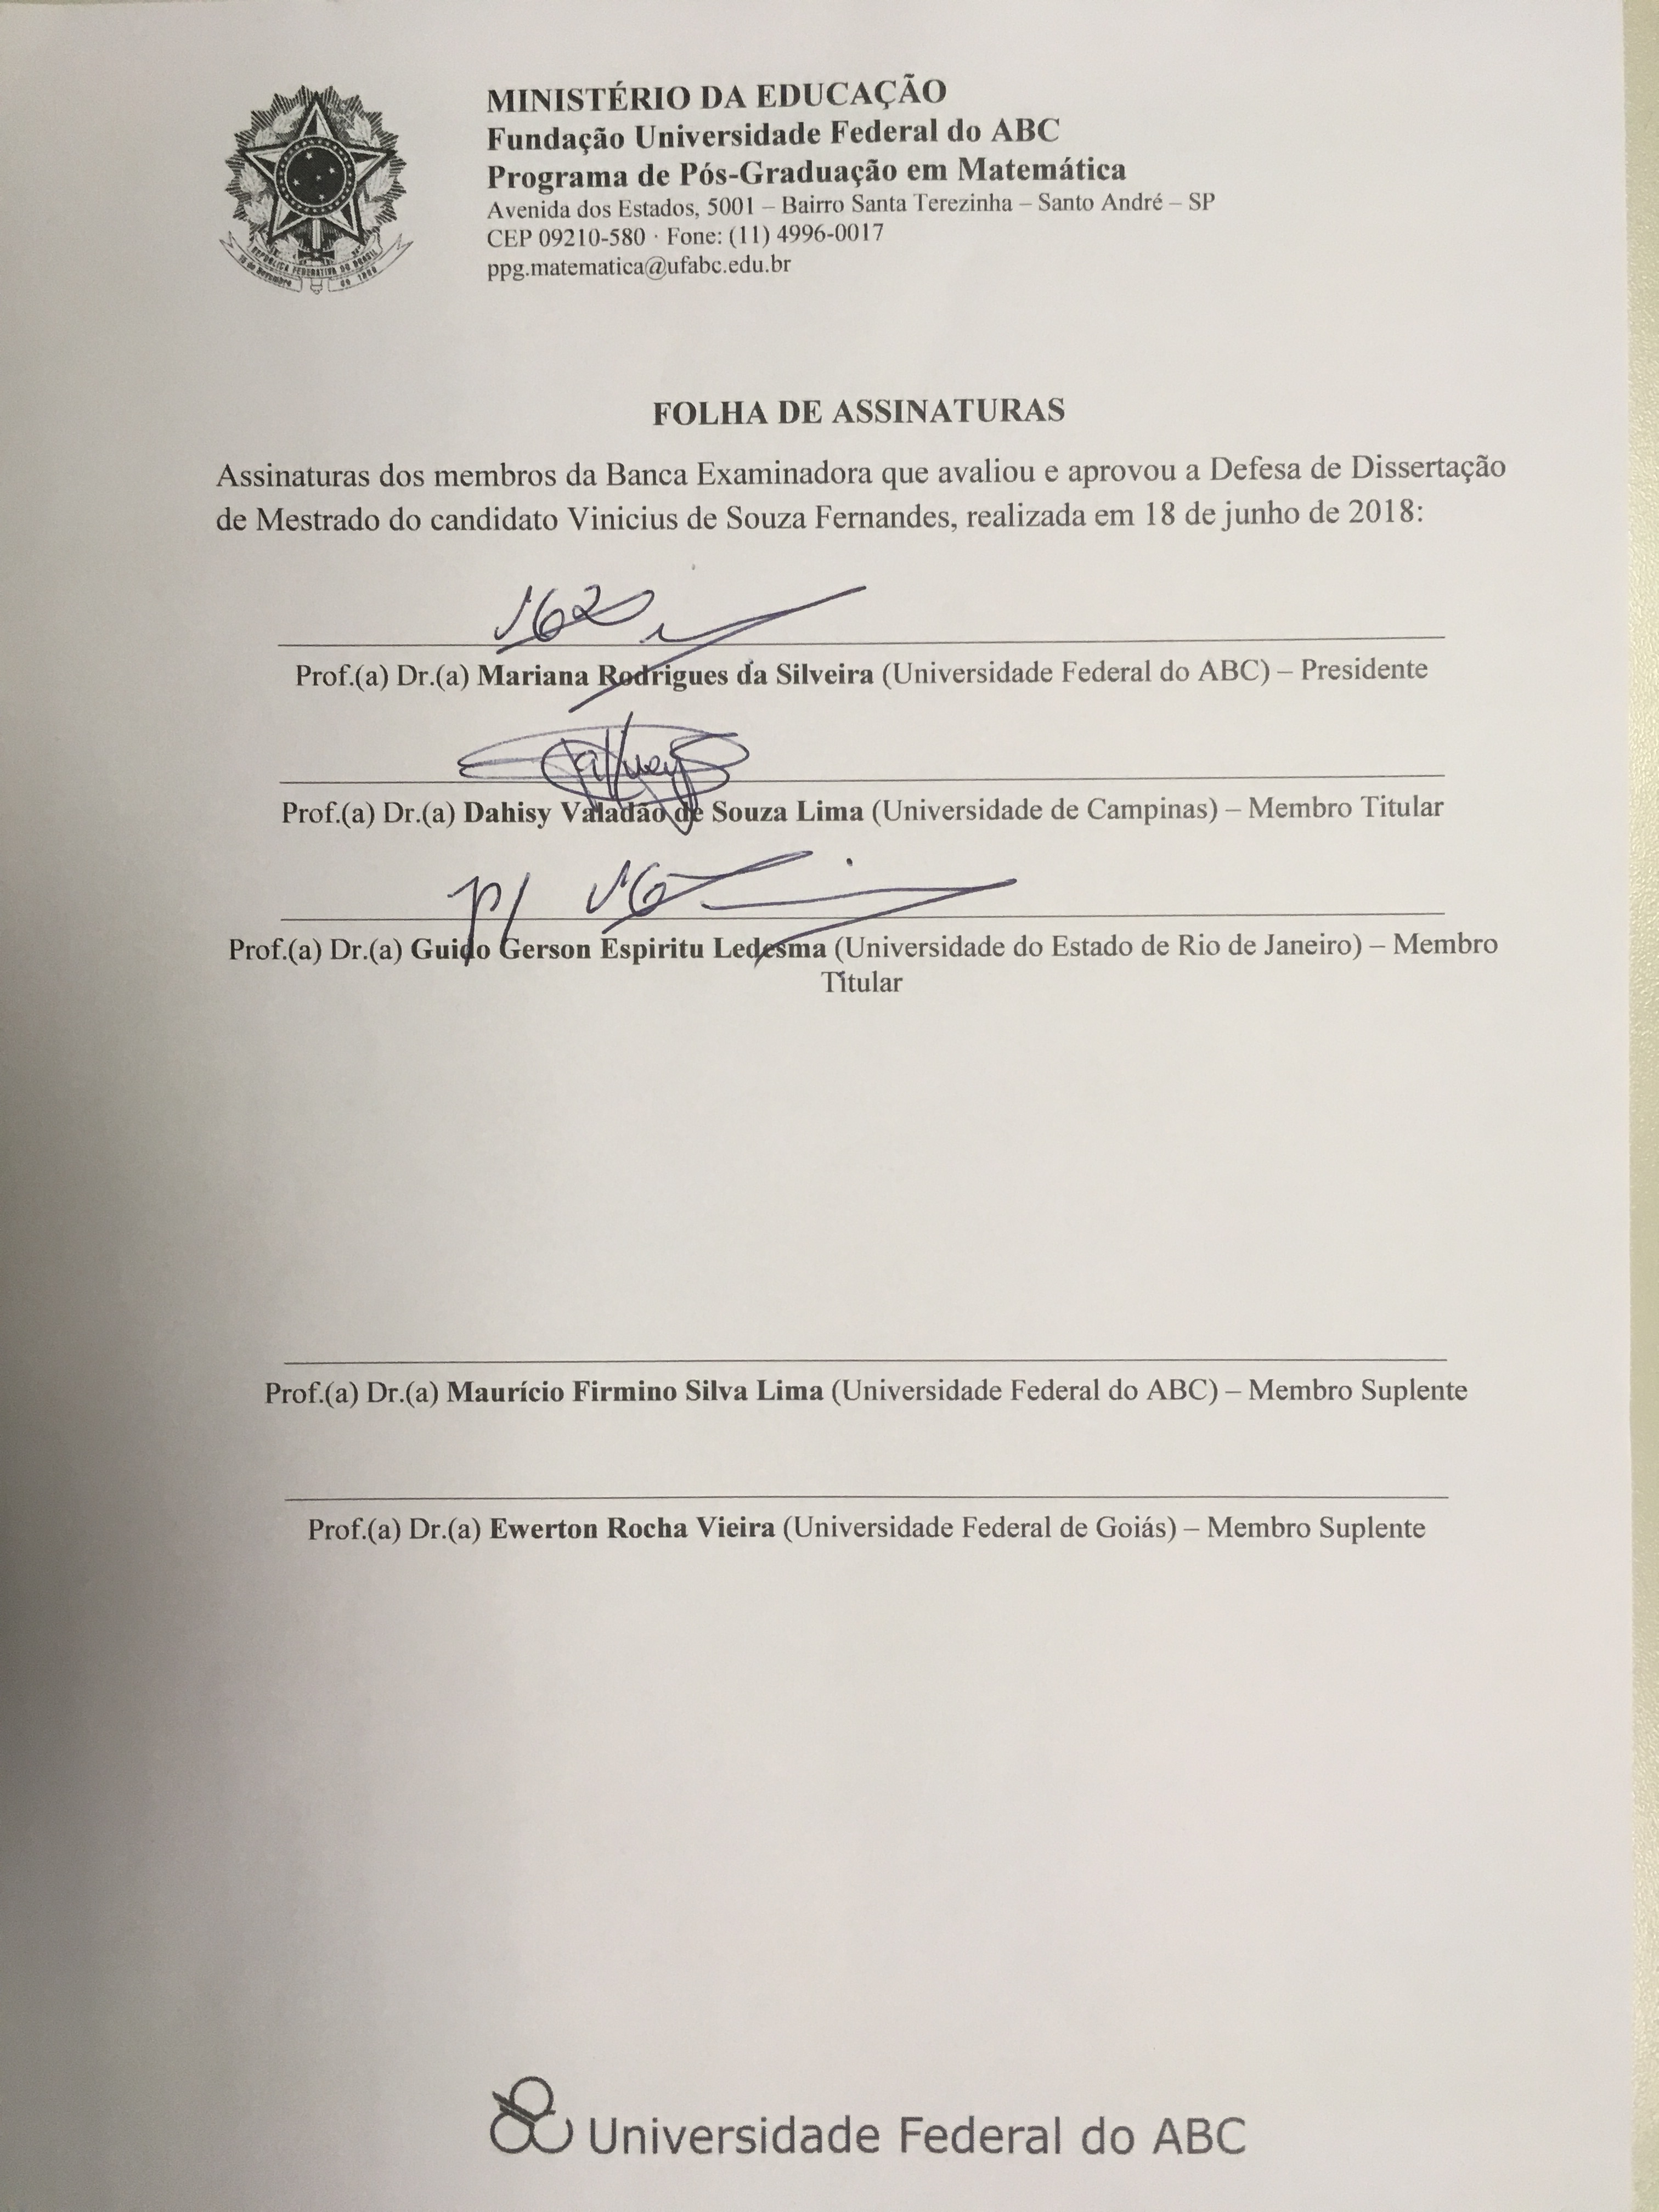 MINISTÉRIO DA EDUCAÇÃO
Fundação Universidade Federal do ABC
Programa de Pós-Graduação em Matemática
Avenida dos Estados, 5001 – Bairro Santa Terezinha – Santo André – SP
CEP 09210-580 · Fone: (11) 4996-0017
ppg.matematica@ufabc.edu.br
REPÚBLICA FEDERATIVA DO BRASIL
15 de Novembro de 1889
FOLHA DE ASSINATURAS
Assinaturas dos membros da Banca Examinadora que avaliou e aprovou a Defesa de Dissertação
de Mestrado do candidato Vinicius de Souza Fernandes, realizada em 18 de junho de 2018:
Prof.(a) Dr.(a) Mariana Rodrigues da Silveira (Universidade Federal do ABC) – Presidente
Prof.(a) Dr.(a) Dahisy Valadão de Souza Lima (Universidade de Campinas) – Membro Titular
p/
Prof.(a) Dr.(a) Guido Gerson Espiritu Ledesma (Universidade do Estado de Rio de Janeiro) – Membro
Titular
Prof.(a) Dr.(a) Maurício Firmino Silva Lima (Universidade Federal do ABC) – Membro Suplente
Prof.(a) Dr.(a) Ewerton Rocha Vieira (Universidade Federal de Goiás) – Membro Suplente
Universidade Federal do ABC